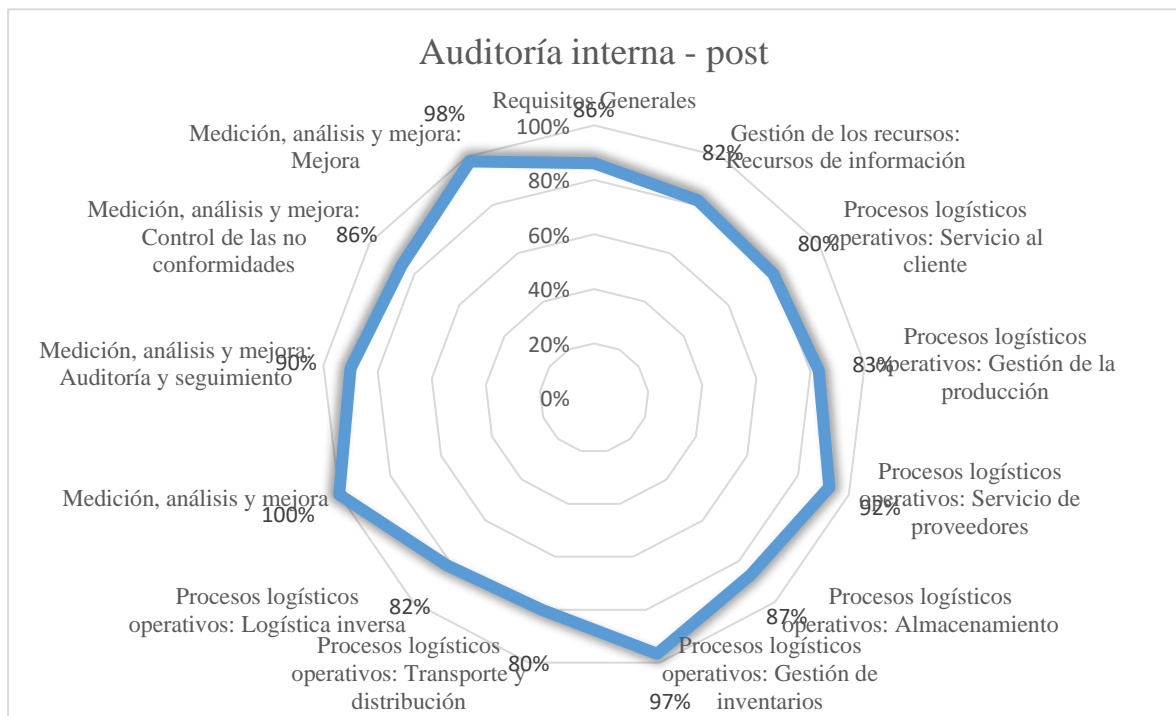 Auditoría interna - post
Requisitos Generales
86%
Gestión de los recursos:
Recursos de información
82%
Procesos logísticos
operativos: Servicio al
cliente
80%
Procesos logísticos
operativos: Gestión de la
producción
83%
Procesos logísticos
operativos: Servicio de
proveedores
92%
Procesos logísticos
operativos: Almacenamiento
87%
Procesos logísticos
operativos: Gestión de
inventarios
97%
Procesos logísticos
operativos: Transporte y
distribución
80%
Procesos logísticos
operativos: Logística inversa
82%
Medición, análisis y mejora
100%
Medición, análisis y mejora:
Auditoría y seguimiento
90%
Medición, análisis y mejora:
Control de las no
conformidades
86%
Medición, análisis y mejora:
Mejora
98%
100%
80%
60%
40%
20%
0%